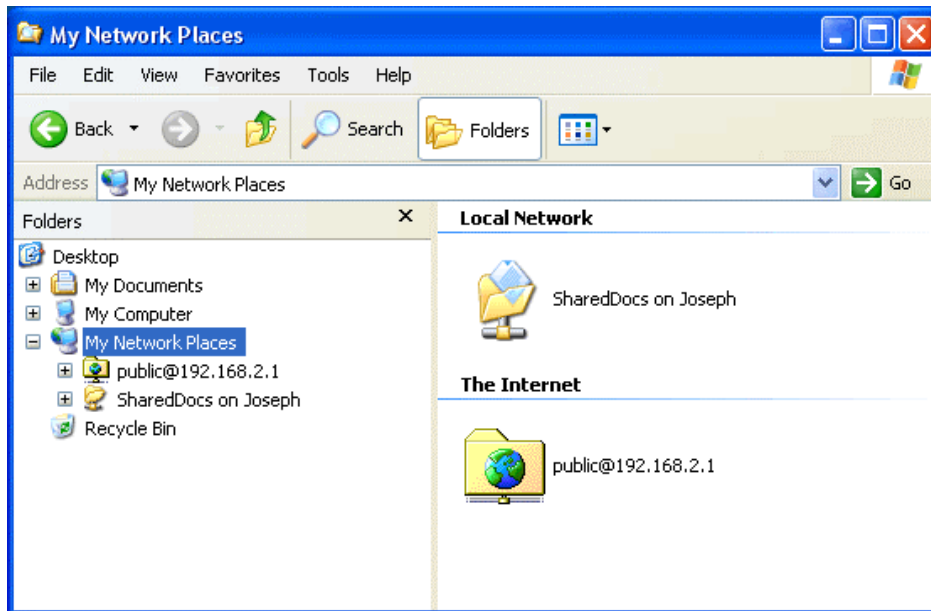 My Network Places
File Edit View Favorites Tools Help
Back Search Folders
Address My Network Places Go
Folders
Desktop
My Documents
My Computer
My Network Places
public@192.168.2.1
SharedDocs on Joseph
Recycle Bin
Local Network
SharedDocs on Joseph
The Internet
public@192.168.2.1